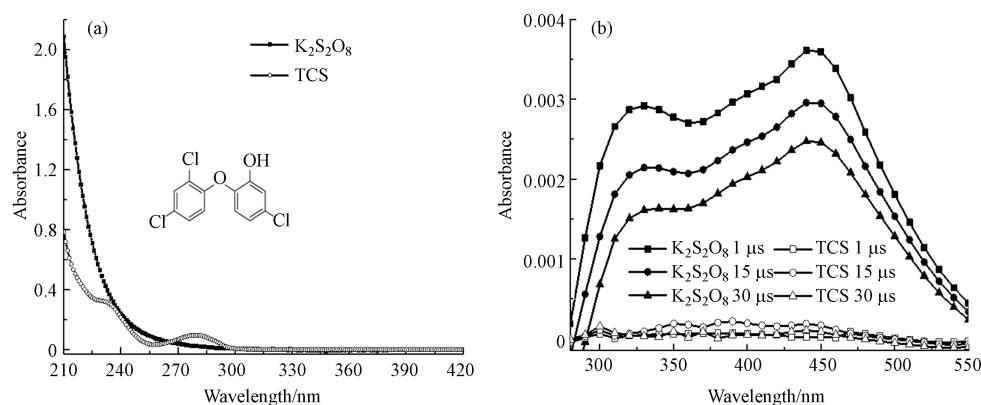 (a)
K₂S₂O₈
TCS
2.0
1.6
1.2
0.8
0.4
0
Absorbance
Cl
OH
O
Cl
Cl
210 240 270 300 330 360 390 420
Wavelength/nm
(b)
0.004
0.003
0.002
0.001
0
Absorbance
K₂S₂O₈ 1 μs TCS 1 μs
K₂S₂O₈ 15 μs TCS 15 μs
K₂S₂O₈ 30 μs TCS 30 μs
300 350 400 450 500 550
Wavelength/nm